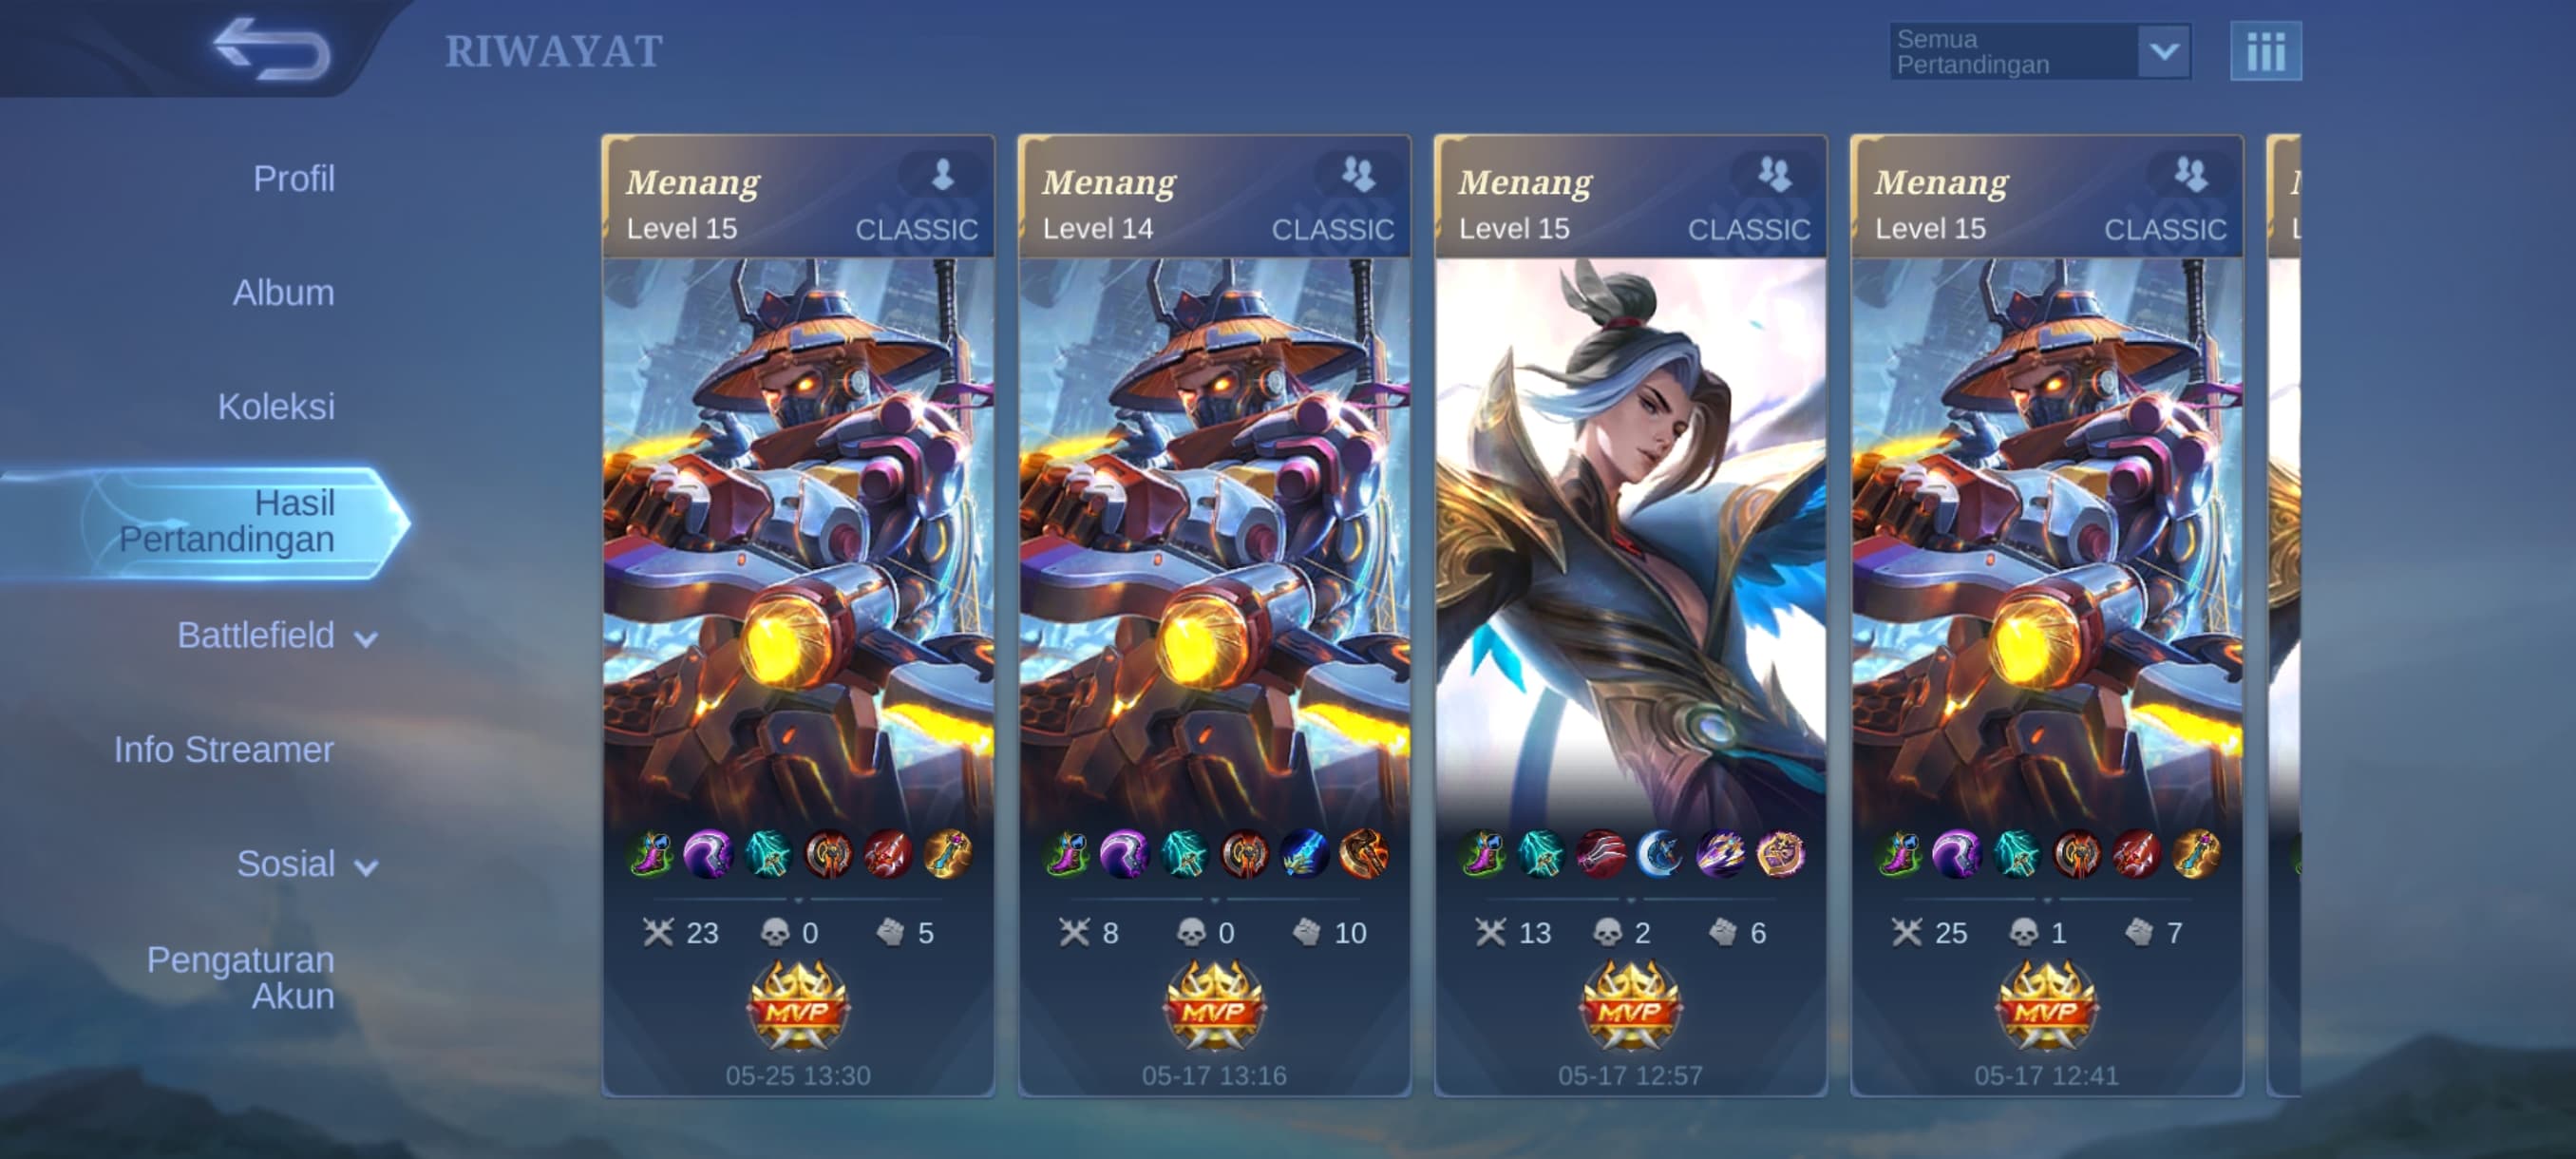 RIWAYAT
Semua
Pertandingan
Profil
Album
Koleksi
Hasil
Pertandingan
Battlefield
Info Streamer
Sosial
Pengaturan
Akun
Menang
Level 15 CLASSIC
23 0 5
MVP
05-25 13:30
Menang
Level 14 CLASSIC
8 0 10
MVP
05-17 13:16
Menang
Level 15 CLASSIC
13 2 6
MVP
05-17 12:57
Menang
Level 15 CLASSIC
25 1 7
MVP
05-17 12:41